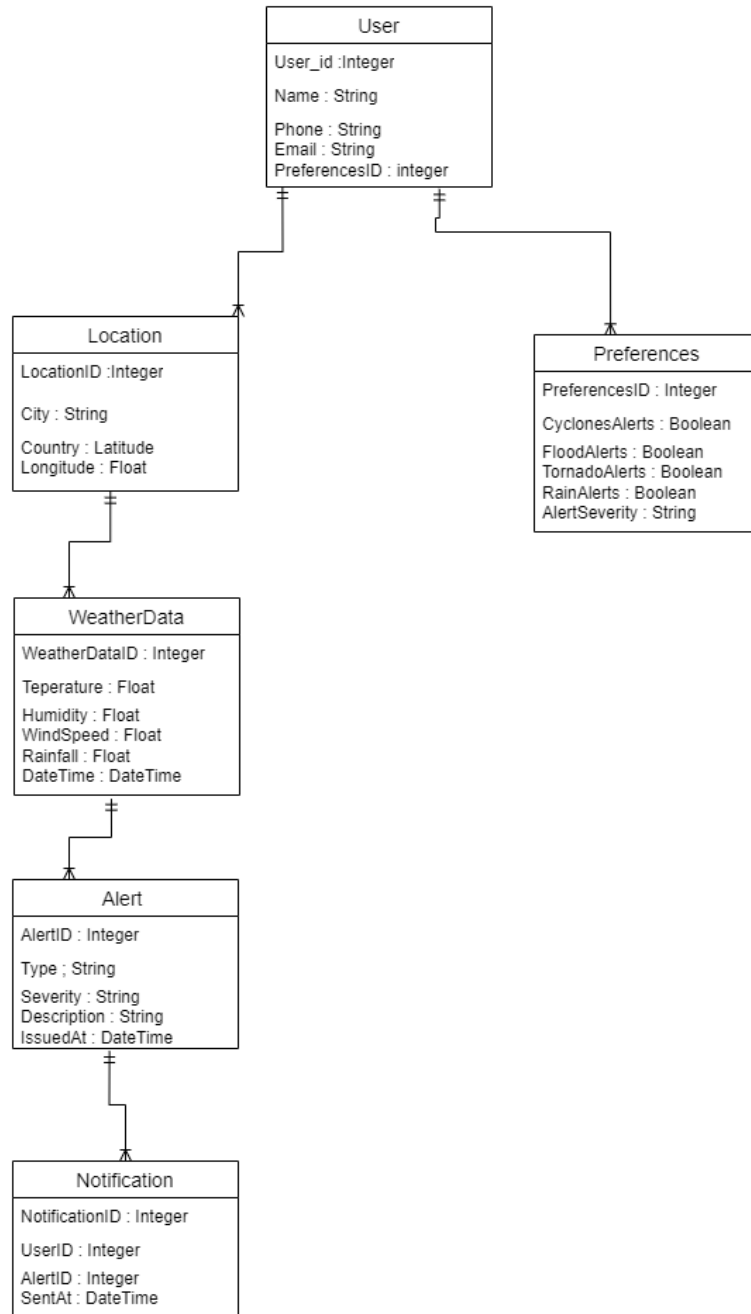 User
User_id :Integer
Name : String
Phone : String
Email : String
PreferencesID : integer
Location
LocationID :Integer
City : String
Country : Latitude
Longitude : Float
Preferences
PreferencesID : Integer
CyclonesAlerts : Boolean
FloodAlerts : Boolean
TornadoAlerts : Boolean
RainAlerts : Boolean
AlertSeverity : String
WeatherData
WeatherDataID : Integer
Teperature : Float
Humidity : Float
WindSpeed : Float
Rainfall : Float
DateTime : DateTime
Alert
AlertID : Integer
Type ; String
Severity : String
Description : String
IssuedAt : DateTime
Notification
NotificationID : Integer
UserID : Integer
AlertID : Integer
SentAt : DateTime